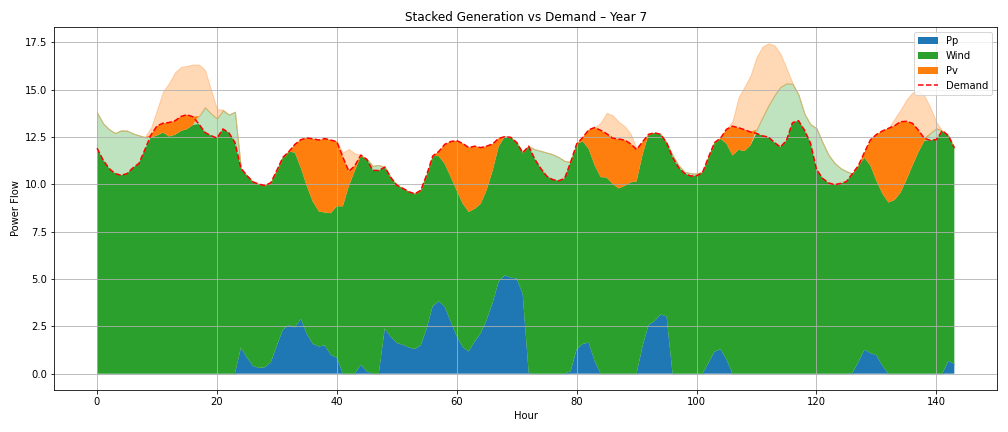 Stacked Generation vs Demand – Year 7
Pp
Wind
Pv
Demand
Power Flow
17.5
15.0
12.5
10.0
7.5
5.0
2.5
0.0
0
20
40
60
80
100
120
140
Hour